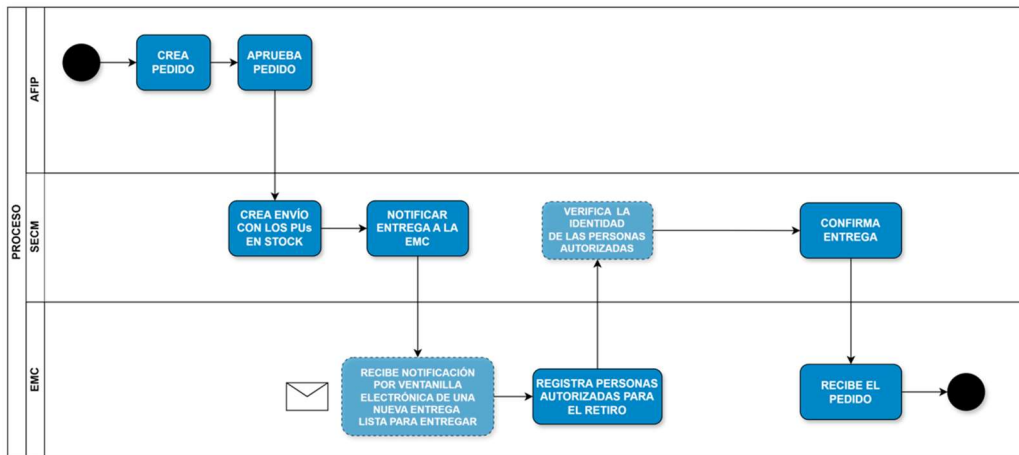 PROCESO
AFIP
CREA
PEDIDO
APRUEBA
PEDIDO
SECM
CREA ENVÍO
CON LOS PUs
EN STOCK
NOTIFICAR
ENTREGA A LA
EMC
VERIFICA LA
IDENTIDAD
DE LAS PERSONAS
AUTORIZADAS
CONFIRMA
ENTREGA
EMC
RECIBE NOTIFICACIÓN
POR VENTANILLA
ELECTRÓNICA DE UNA
NUEVA ENTREGA
LISTA PARA ENTREGAR
REGISTRA PERSONAS
AUTORIZADAS PARA
EL RETIRO
RECIBE EL
PEDIDO